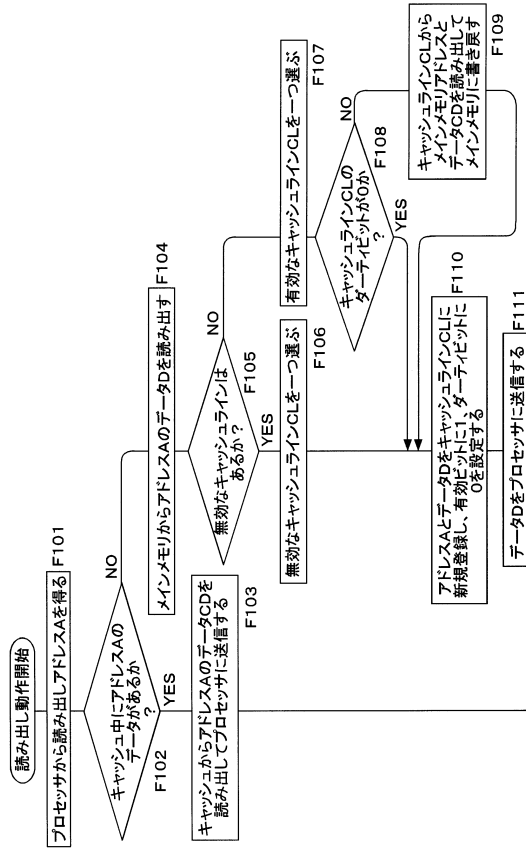 読み出し動作開始
プロセッサから読み出しアドレスAを得る
F101
キャッシュ中にアドレスAの
データがあるか
?
F102
NO
YES
キャッシュからアドレスAのデータCDを
読み出してプロセッサに送信する
F103
メインメモリからアドレスAのデータDを読み出す
F104
無効なキャッシュラインは
あるか?
F105
NO
YES
無効なキャッシュラインCLを一つ選ぶ
F106
有効なキャッシュラインCLを一つ選ぶ
F107
キャッシュラインCLの
ダーティビットが0か
?
F108
NO
YES
キャッシュラインCLから
メインメモリアドレスと
データCDを読み出して
メインメモリに書き戻す
F109
アドレスAとデータDをキャッシュラインCLに
新規登録し、有効ビットに1、ダーティビットに
0を設定する
F110
データDをプロセッサに送信する
F111